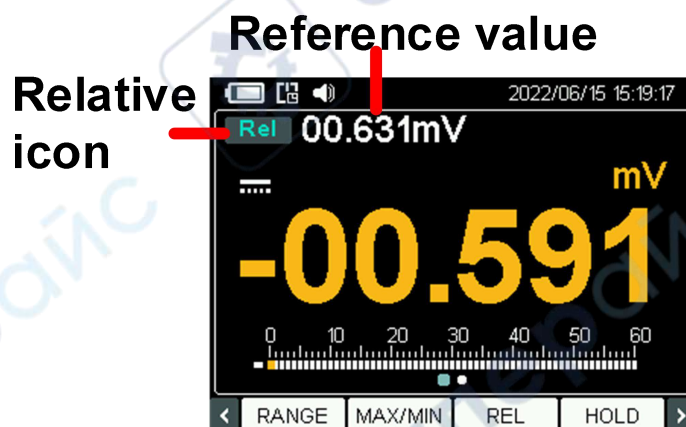 Reference value
Relative
icon
2022/06/15 15:19:17
Rel 00.631mV
mV
-00.591
0 10 20 30 40 50 60
-
< RANGE MAX/MIN REL HOLD >